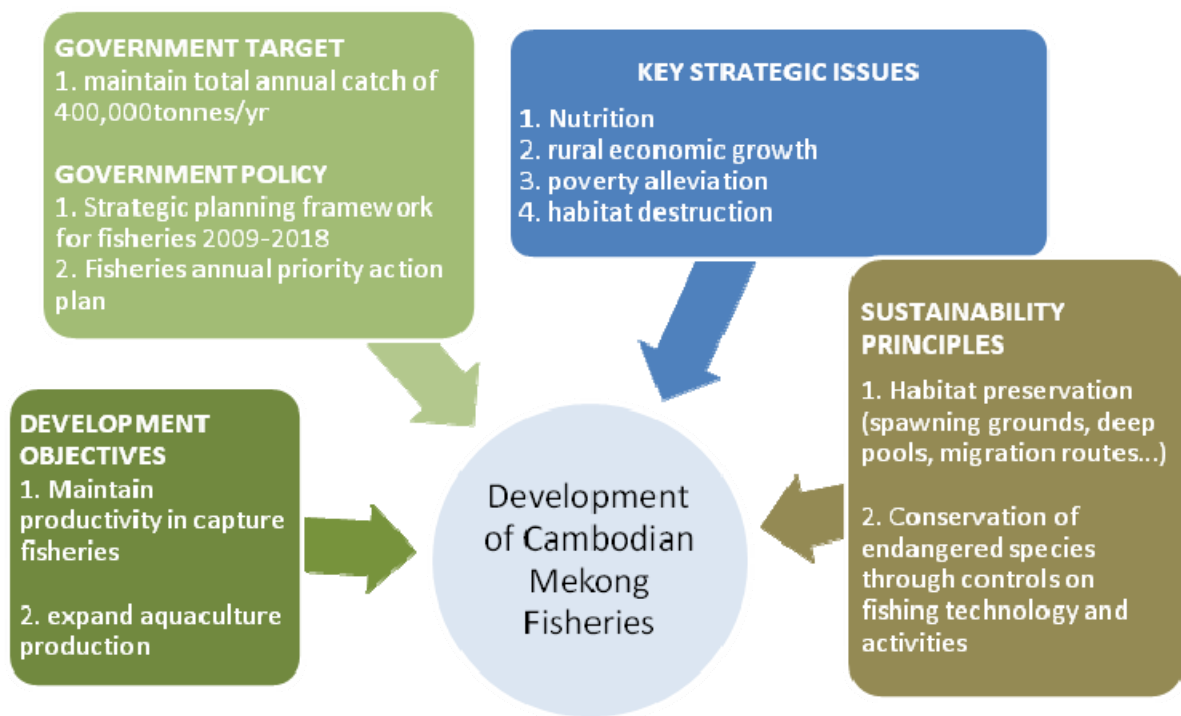 GOVERNMENT TARGET
1. maintain total annual catch of
400,000tonnes/yr
GOVERNMENT POLICY
1. Strategic planning framework
for fisheries 2009-2018
2. Fisheries annual priority action
plan
KEY STRATEGIC ISSUES
1. Nutrition
2. rural economic growth
3. poverty alleviation
4. habitat destruction
DEVELOPMENT
OBJECTIVES
1. Maintain
productivity in capture
fisheries
2. expand aquaculture
production
Development
of Cambodian
Mekong
Fisheries
SUSTAINABILITY
PRINCIPLES
1. Habitat preservation
(spawning grounds, deep
pools, migration routes...)
2. Conservation of
endangered species
through controls on
fishing technology and
activities